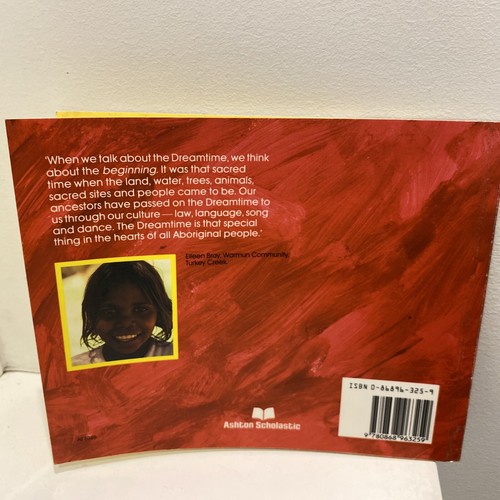 'When we talk about the Dreamtime, we think
about the beginning. It was that sacred
time when the land, water, trees, animals,
sacred sites and people came to be. Our
ancestors have passed on the Dreamtime to
us through our culture — law, language, song
and dance. The Dreamtime is that special
thing in the hearts of all Aboriginal people.'
Eileen Bray, Warmun Community,
Turkey Creek.
ISBN 0-86896-325-9
9 780868 963259
Ashton Scholastic